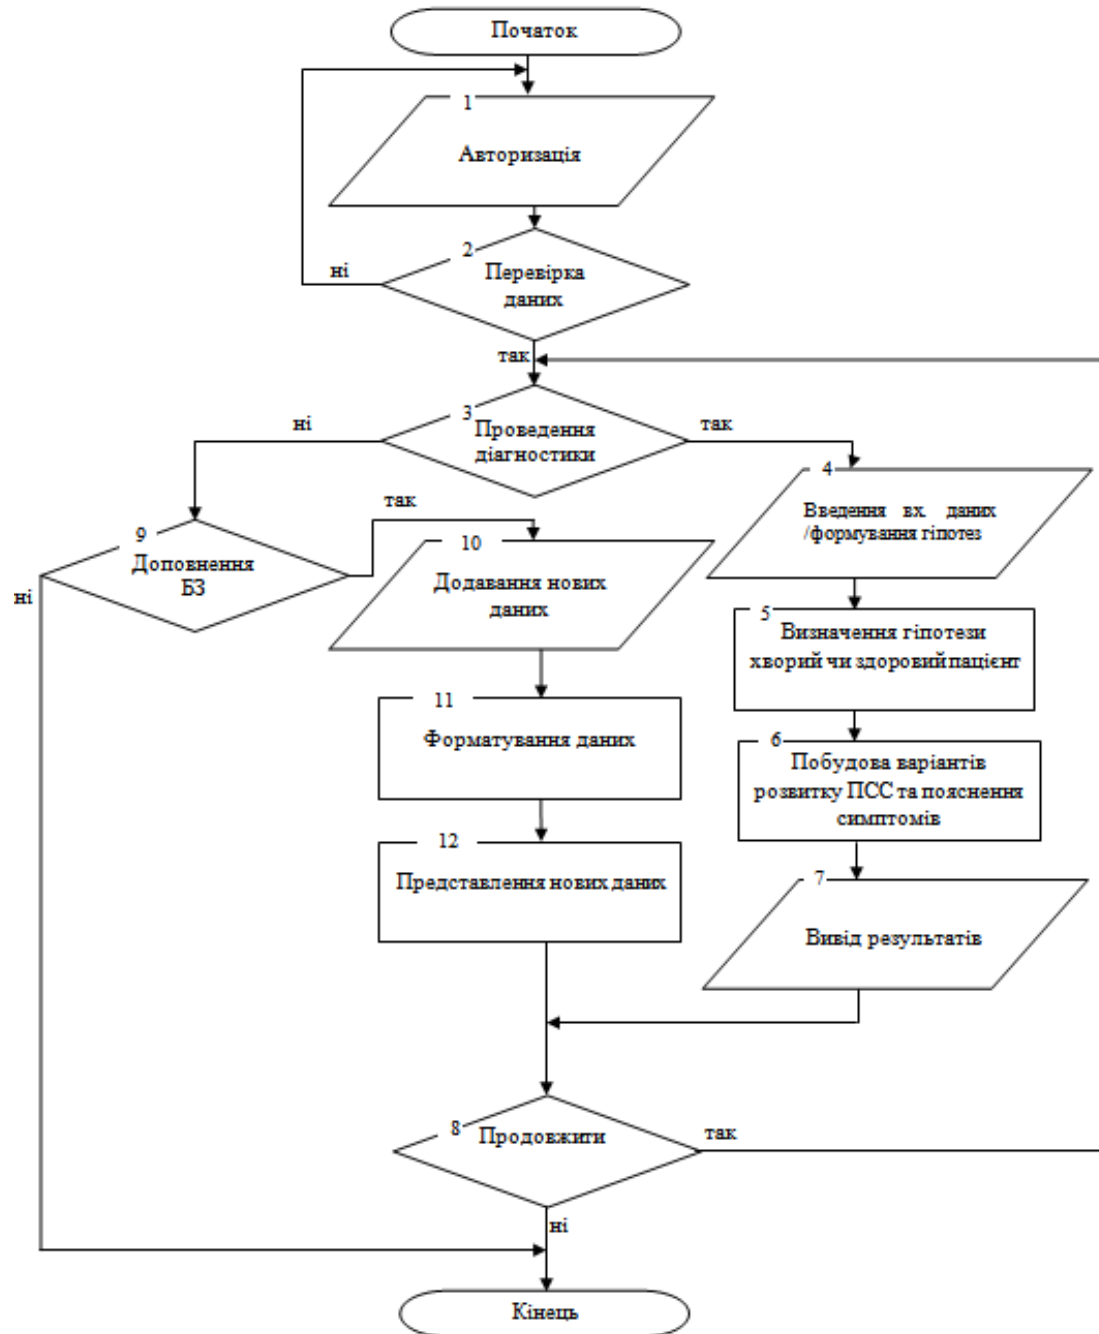 Початок
1
Авторизація
2
ні
Перевірка
даних
так
3
ні
так
Проведення
діагностики
4
Введення вх. даних
/формування гіпотез
так
9
Доповнення
БЗ
ні
10
Додавання нових
даних
5
Визначення гіпотези
хворий чи здоровий пацієнт
11
Форматування даних
6
Побудова варіантів
розвитку ПСС та пояснення
симптомів
12
Представлення нових даних
7
Вивід результатів
8
Продовжити
так
ні
Кінець